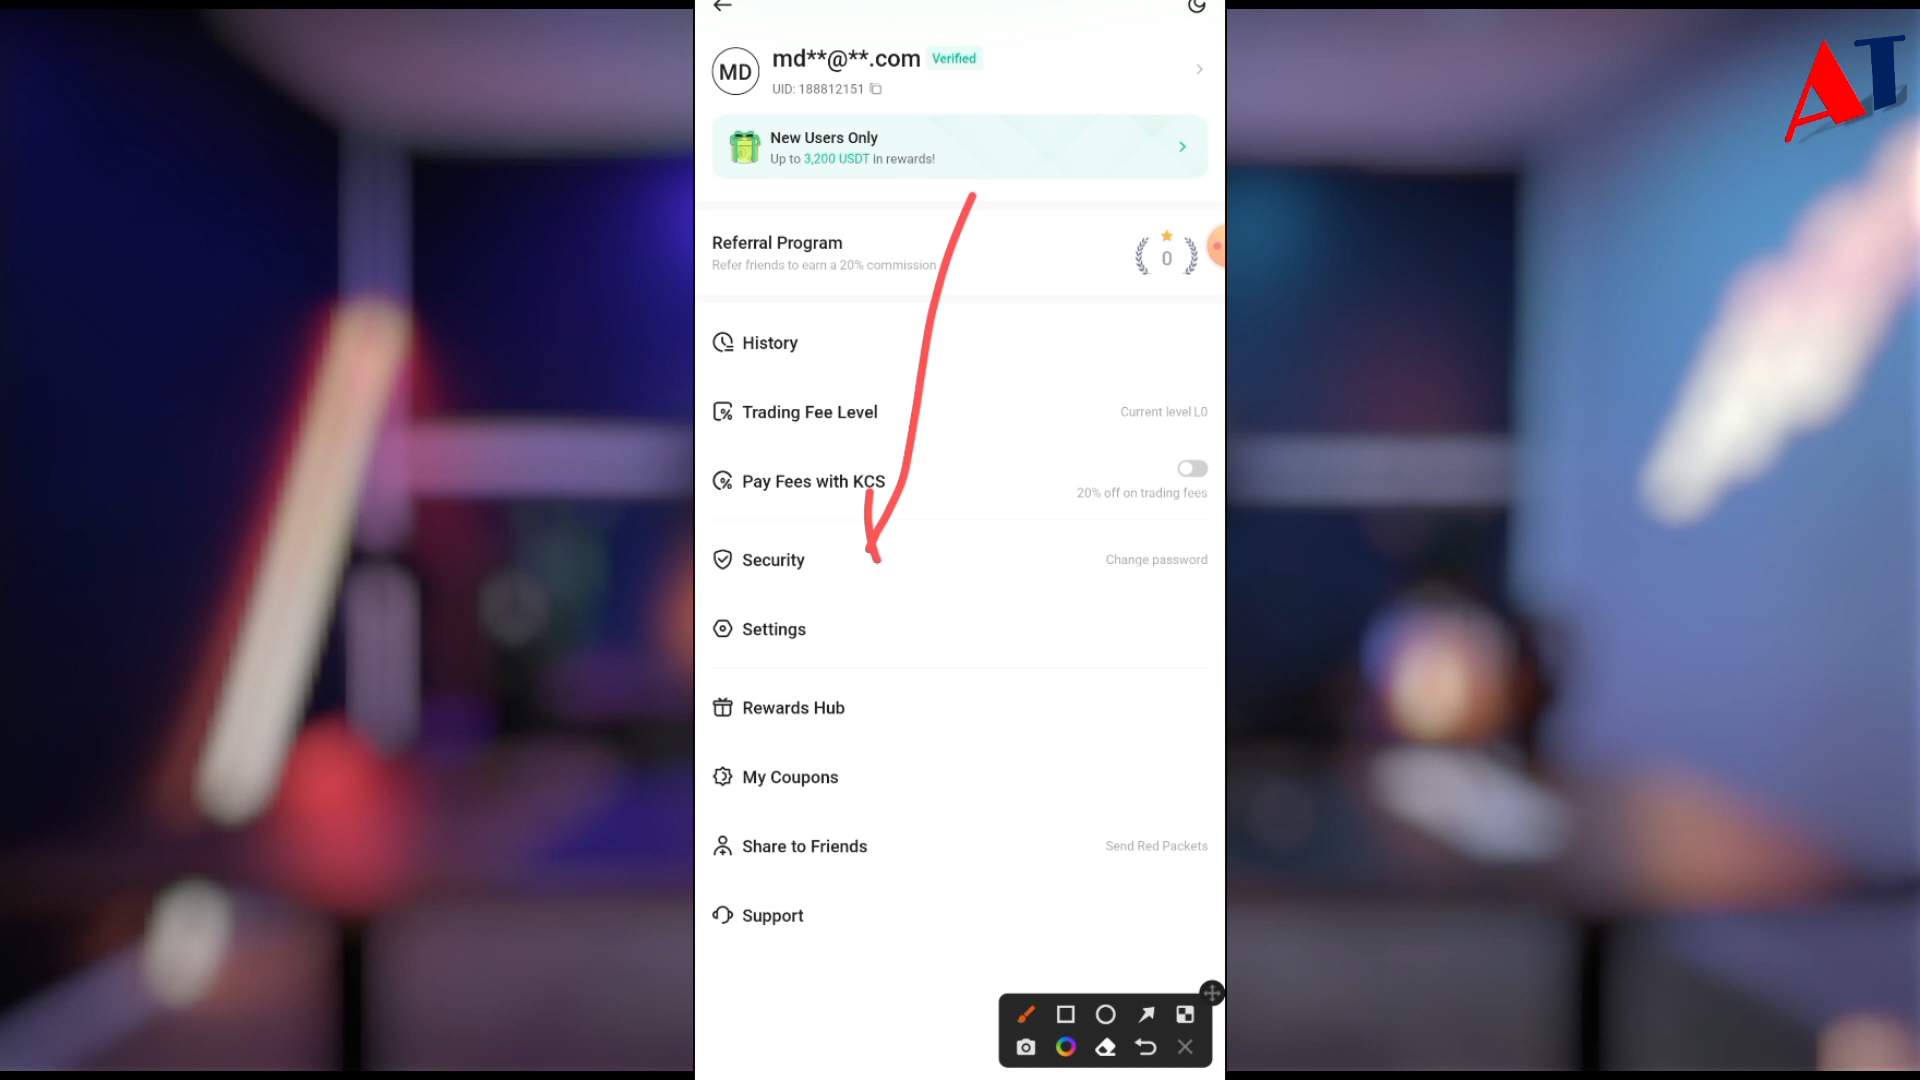 AT
md**@**.com Verified
MD
UID: 188812151
New Users Only
Up to 3,200 USDT in rewards!
Referral Program
Refer friends to earn a 20% commission
0
History
Trading Fee Level
Current level L0
Pay Fees with KCS
20% off on trading fees
Security
Change password
Settings
Rewards Hub
My Coupons
Share to Friends
Send Red Packets
Support